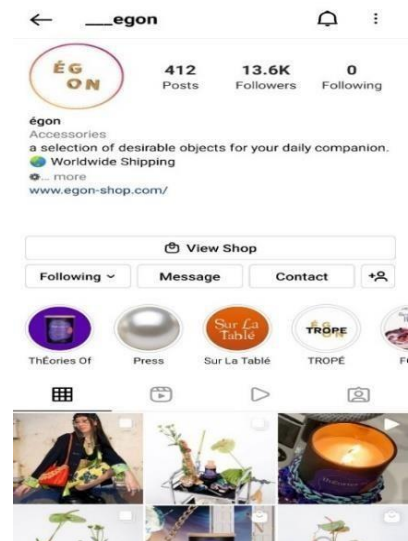 ___egon
ÉG
ON
412 13.6K 0
Posts Followers Following
égon
Accessories
a selection of desirable objects for your daily companion.
🌏 Worldwide Shipping
... more
www.egon-shop.com/
View Shop
Following Message Contact
Sur La
Tablé
TROPE
ThÉories Of Press Sur La Tablé TROPÉ